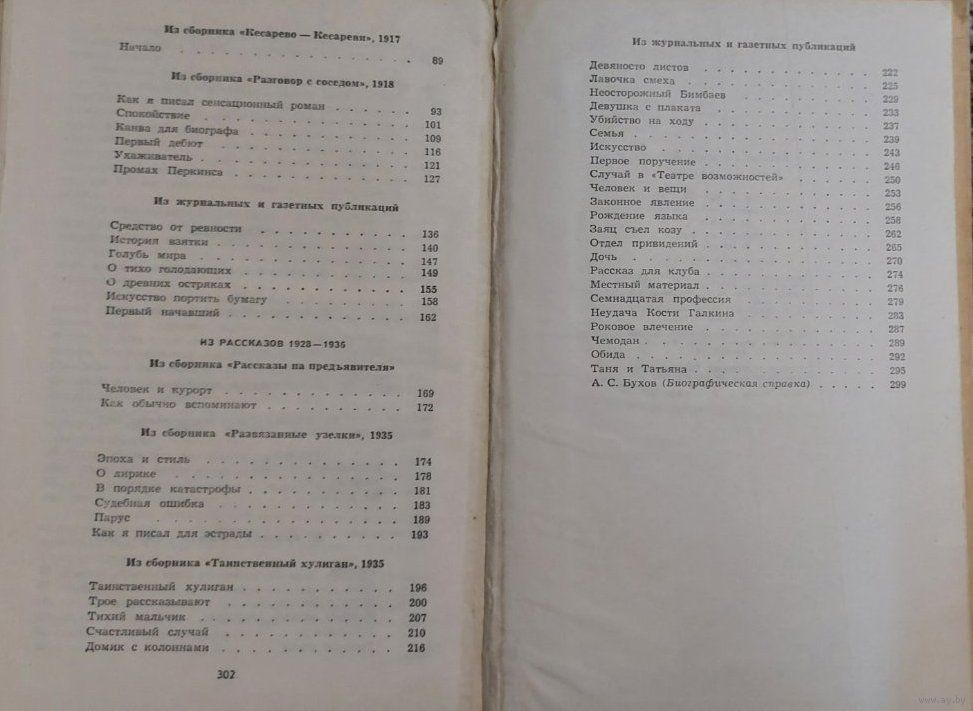 Из сборника «Кесарево — Кесареви», 1917
Начало . . . . . . . . . . . . 89
Из сборника «Разговор с соседом», 1918
Как я писал сенсационный роман . . . . . 93
Спокойствие . . . . . . . . . . . 101
Канва для биографа . . . . . . . . . 109
Первый дебют . . . . . . . . . . . 116
Ухаживатель . . . . . . . . . . . 121
Промах Перкинса . . . . . . . . . . 127
Из журнальных и газетных публикаций
Средство от ревности . . . . . . . . . 136
История взятки . . . . . . . . . . . 140
Голубь мира . . . . . . . . . . . . 147
О тихо голодающих . . . . . . . . . . 149
О древних остряках . . . . . . . . . . 155
Искусство портить бумагу . . . . . . . . 158
Первый начавший . . . . . . . . . . 162
ИЗ РАССКАЗОВ 1928—1936
Из сборника «Рассказы на предъявителя»
Человек и курорт . . . . . . . . . . 169
Как обычно вспоминают . . . . . . . . 172
Из сборника «Развязанные узелки», 1935
Эпоха и стиль . . . . . . . . . . . 174
О лирике . . . . . . . . . . . . 178
В порядке катастрофы . . . . . . . . . 181
Судебная ошибка . . . . . . . . . . 183
Парус . . . . . . . . . . . . . 189
Как я писал для эстрады . . . . . . . . 193
Из сборника «Таинственный хулиган», 1935
Таинственный хулиган . . . . . . . . . 196
Трое рассказывают . . . . . . . . . . 200
Тихий мальчик . . . . . . . . . . . 207
Счастливый случай . . . . . . . . . . 210
Домик с колоннами . . . . . . . . . . 216
302
Из журнальных и газетных публикаций
Девяносто листов . . . . . . . . . . 222
Лавочка смеха . . . . . . . . . . . 225
Неосторожный Бимбаев . . . . . . . . 229
Девушка с плаката . . . . . . . . . . 233
Убийство на ходу . . . . . . . . . . 237
Семья . . . . . . . . . . . . . 239
Искусство . . . . . . . . . . . . 243
Первое поручение . . . . . . . . . . 246
Случай в «Театре возможностей» . . . . . 250
Человек и вещи . . . . . . . . . . . 253
Законное явление . . . . . . . . . . 256
Рождение языка . . . . . . . . . . 258
Заяц съел козу . . . . . . . . . . . 262
Отдел привидений . . . . . . . . . . 265
Дочь . . . . . . . . . . . . . 270
Рассказ для клуба . . . . . . . . . . 274
Местный материал . . . . . . . . . . 276
Семнадцатая профессия . . . . . . . . 279
Неудача Кости Галкина . . . . . . . . 283
Роковое влечение . . . . . . . . . . 287
Чемодан . . . . . . . . . . . . 289
Обида . . . . . . . . . . . . . 292
Таня и Татьяна . . . . . . . . . . . 295
А. С. Бухов (Биографическая справка) . . . . . 299
www.ay.by